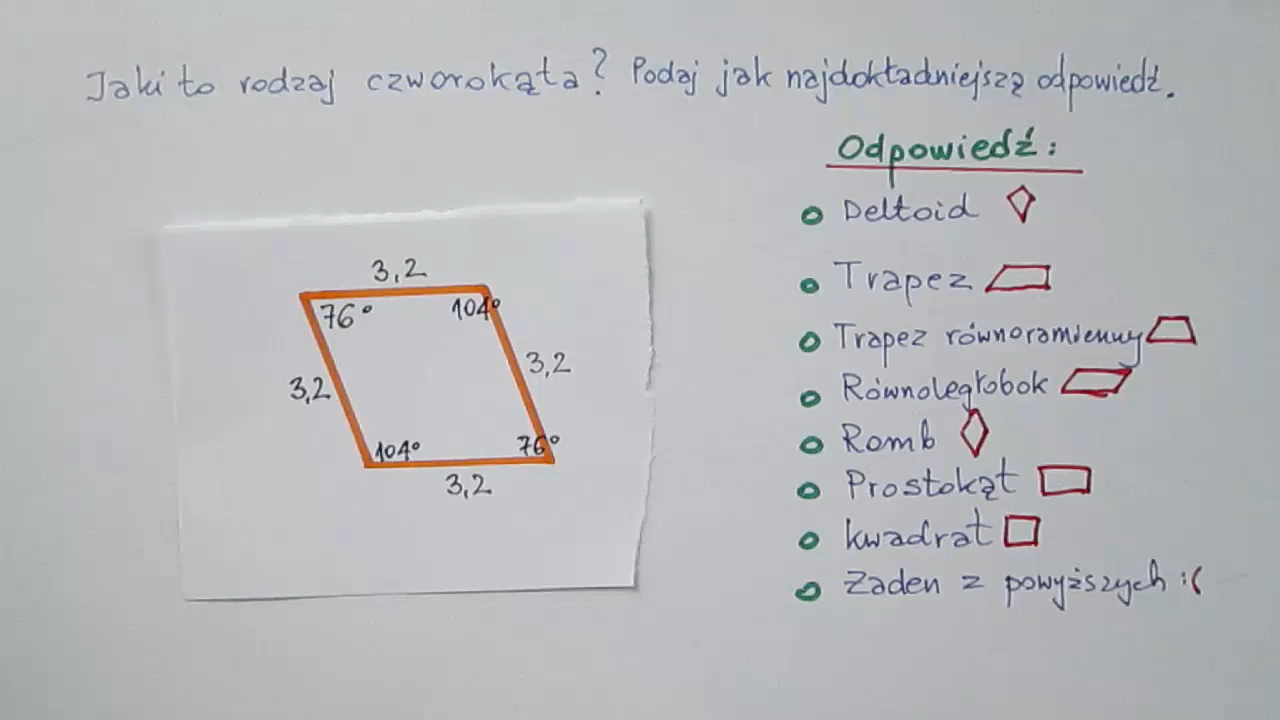 Jaki to rodzaj czworokąta? Podaj jak najdokładniejszą odpowiedź.
Odpowiedź:
Deltoid
Trapez
Trapez równoramienny
Równoległobok
Romb
Prostokąt
kwadrat
Żaden z powyższych :(
3,2
76° 104°
3,2 3,2
104° 76°
3,2